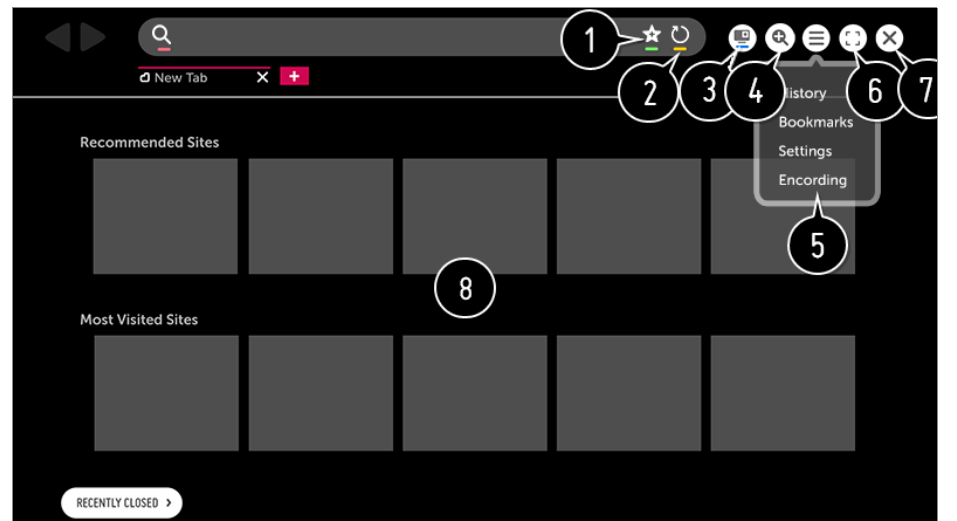 1
New Tab
2
3
4
6
7
History
Bookmarks
Settings
Encording
5
Recommended Sites
8
Most Visited Sites
RECENTLY CLOSED